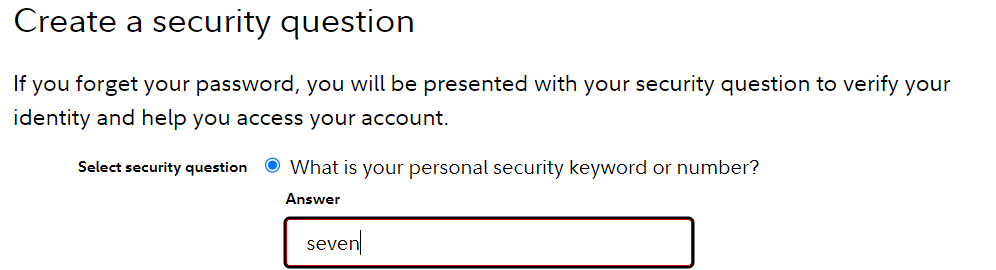 Create a security question
If you forget your password, you will be presented with your security question to verify your
identity and help you access your account.
Select security question What is your personal security keyword or number?
Answer
seven